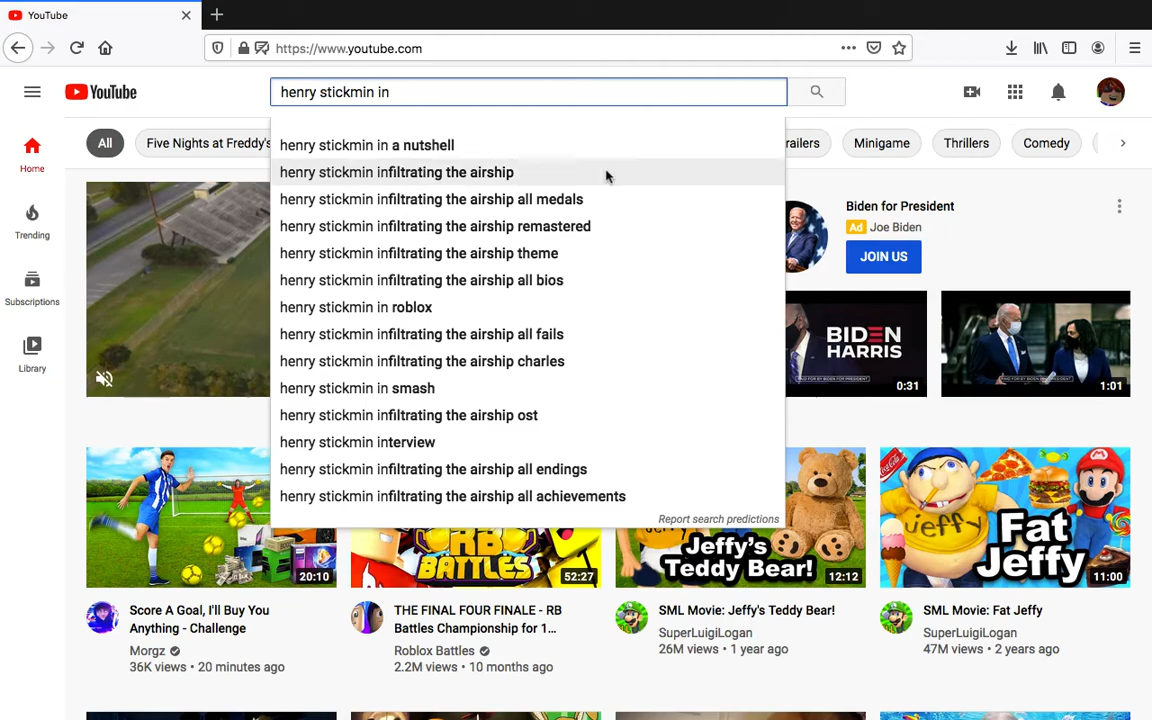 YouTube
https://www.youtube.com
YouTube
henry stickmin in
All
Five Nights at Freddy's
railers
Minigame
Thrillers
Comedy
henry stickmin in a nutshell
henry stickmin infiltrating the airship
henry stickmin infiltrating the airship all medals
henry stickmin infiltrating the airship remastered
henry stickmin infiltrating the airship theme
henry stickmin infiltrating the airship all bios
henry stickmin in roblox
henry stickmin infiltrating the airship all fails
henry stickmin infiltrating the airship charles
henry stickmin in smash
henry stickmin infiltrating the airship ost
henry stickmin interview
henry stickmin infiltrating the airship all endings
henry stickmin infiltrating the airship all achievements
Report search predictions
Home
Trending
Subscriptions
Library
Biden for President
Ad Joe Biden
JOIN US
BIDEN
HARRIS
0:31
1:01
20:10
RB
BATTLES
52:27
Jeffy's
Teddy Bear!
12:12
Jeffy
Fat
Jeffy
11:00
Score A Goal, I'll Buy You
Anything - Challenge
Morgz
36K views • 20 minutes ago
THE FINAL FOUR FINALE - RB
Battles Championship for 1...
Roblox Battles
2.2M views • 10 months ago
SML Movie: Jeffy's Teddy Bear!
SuperLuigiLogan
26M views • 1 year ago
SML Movie: Fat Jeffy
SuperLuigiLogan
47M views • 2 years ago